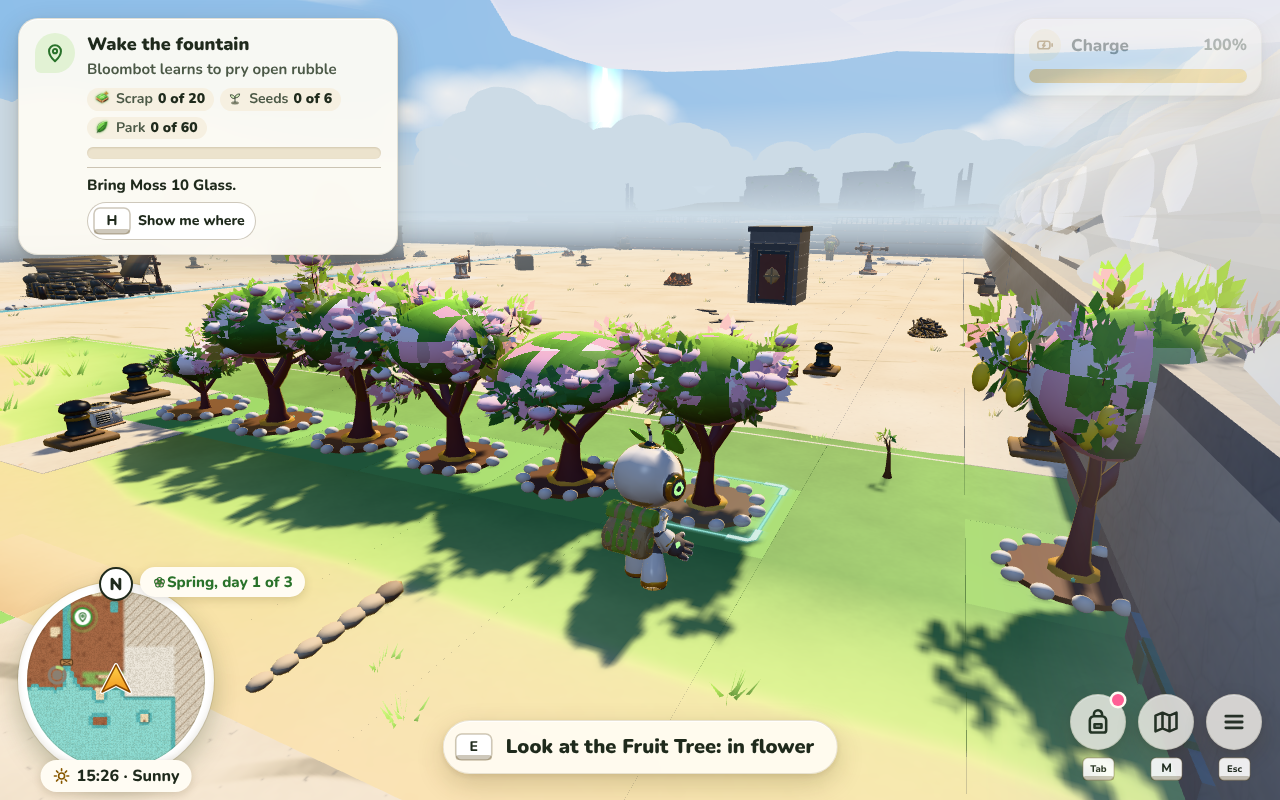 Wake the fountain
Bloombot learns to pry open rubble
Scrap 0 of 20 Seeds 0 of 6
Park 0 of 60
Bring Moss 10 Glass.
H Show me where
Charge 100%
N
Spring, day 1 of 3
15:26 · Sunny
E Look at the Fruit Tree: in flower
Tab M Esc